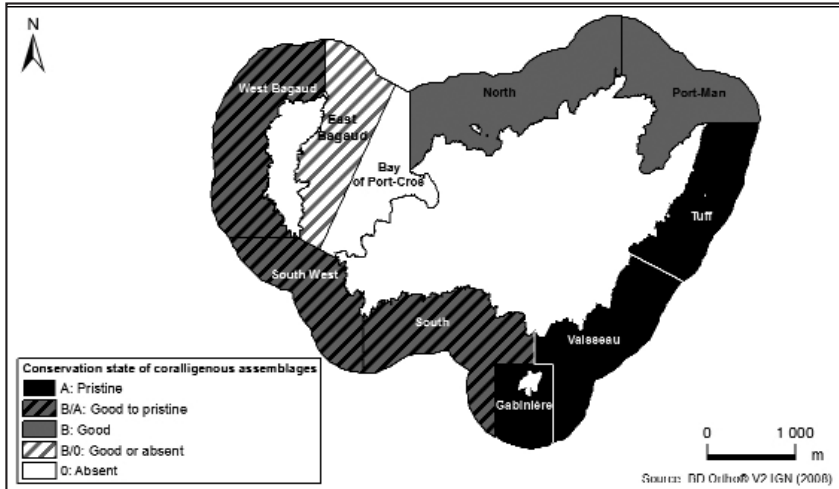 N
West Bagaud
East
Bagaud
Bay
of Port-Cros
North
Port-Man
Tuff
South West
South
Vaisseau
Gabinière
Conservation state of coralligenous assemblages
A: Pristine
B/A: Good to pristine
B: Good
B/0: Good or absent
0: Absent
0 1 000
m
Source: BD Ortho® V2 IGN (2008)